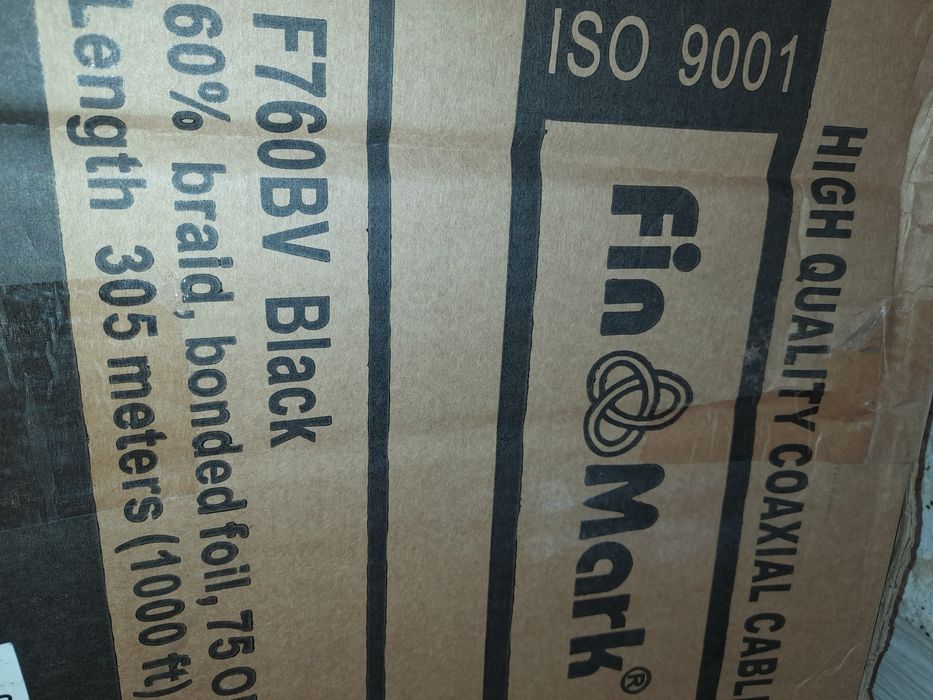 ISO 9001
HIGH QUALITY COAXIAL CABL
Fin Mark®
F760BV Black
60% braid, bonded foil, 75 O
Length 305 meters (1000 ft)